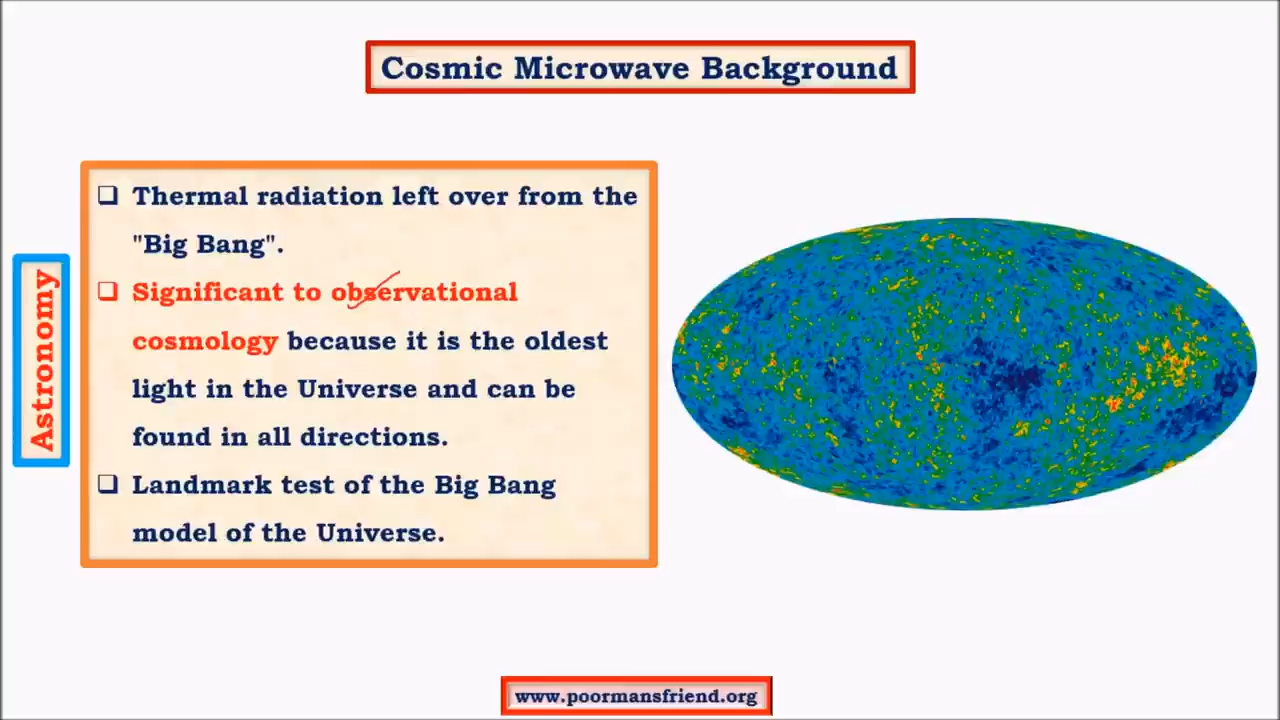 Cosmic Microwave Background
Astronomy
❑ Thermal radiation left over from the
"Big Bang".
❑ Significant to observational
cosmology because it is the oldest
light in the Universe and can be
found in all directions.
❑ Landmark test of the Big Bang
model of the Universe.
www.poormansfriend.org